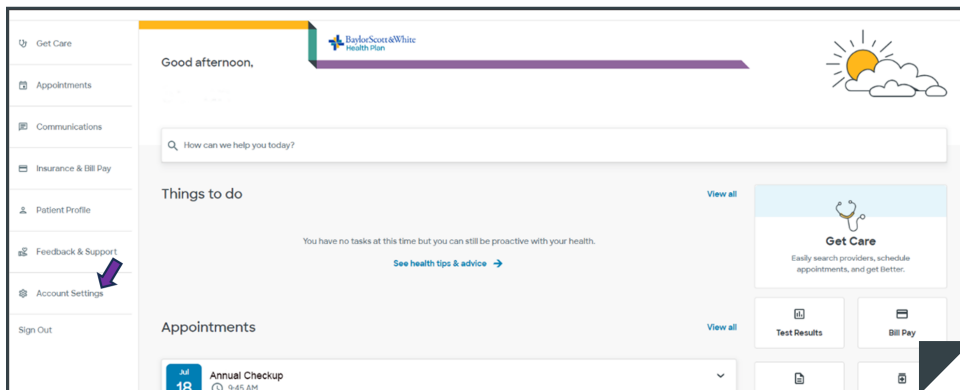 Get Care
Appointments
Communications
Insurance & Bill Pay
Patient Profile
Feedback & Support
Account Settings
Sign Out
BaylorScott&White
Health Plan
Good afternoon,
How can we help you today?
Things to do
View all
You have no tasks at this time but you can still be proactive with your health.
See health tips & advice
Get Care
Easily search providers, schedule
appointments, and get Better.
Test Results
Bill Pay
Appointments
View all
Jul
18
Annual Checkup
9:45 AM